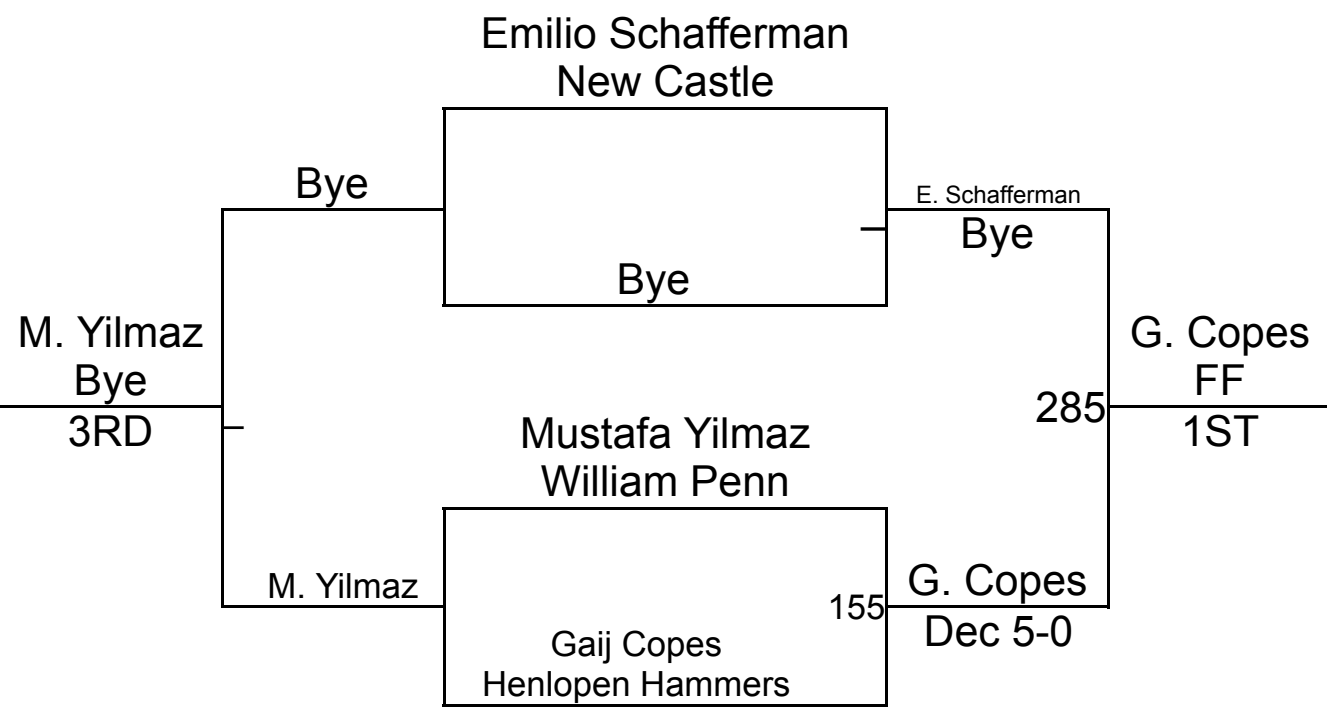 Emilio Schafferman
New Castle
Bye
E. Schafferman
Bye
Bye
M. Yilmaz
Bye
3RD
G. Copes
FF
1ST
285
Mustafa Yilmaz
William Penn
M. Yilmaz
155
G. Copes
Dec 5-0
Gaij Copes
Henlopen Hammers